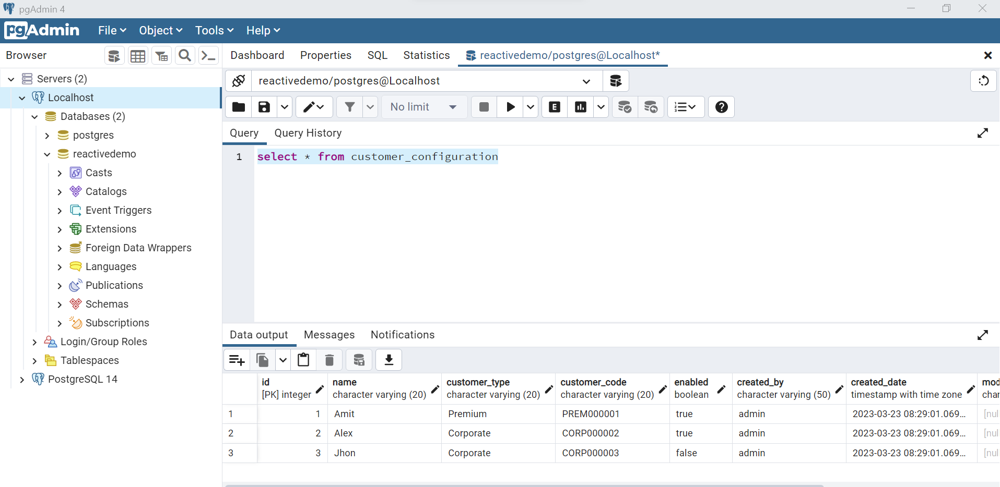 pgAdmin 4
pgAdmin File Object Tools Help
Browser
Dashboard Properties SQL Statistics reactivedemo/postgres@Localhost*
Servers (2)
Localhost
Databases (2)
postgres
reactivedemo
Casts
Catalogs
Event Triggers
Extensions
Foreign Data Wrappers
Languages
Publications
Schemas
Subscriptions
Login/Group Roles
Tablespaces
PostgreSQL 14
reactivedemo/postgres@Localhost
No limit E
Query Query History
1 select * from customer_configuration
Data output Messages Notifications
id name customer_type customer_code enabled created_by created_date mod
[PK] integer character varying (20) character varying (20) character varying (20) boolean character varying (50) timestamp with time zone char
1 1 Amit Premium PREM000001 true admin 2023-03-23 08:29:01.069... [nul
2 2 Alex Corporate CORP000002 true admin 2023-03-23 08:29:01.069... [nul
3 3 Jhon Corporate CORP000003 false admin 2023-03-23 08:29:01.069... [nul